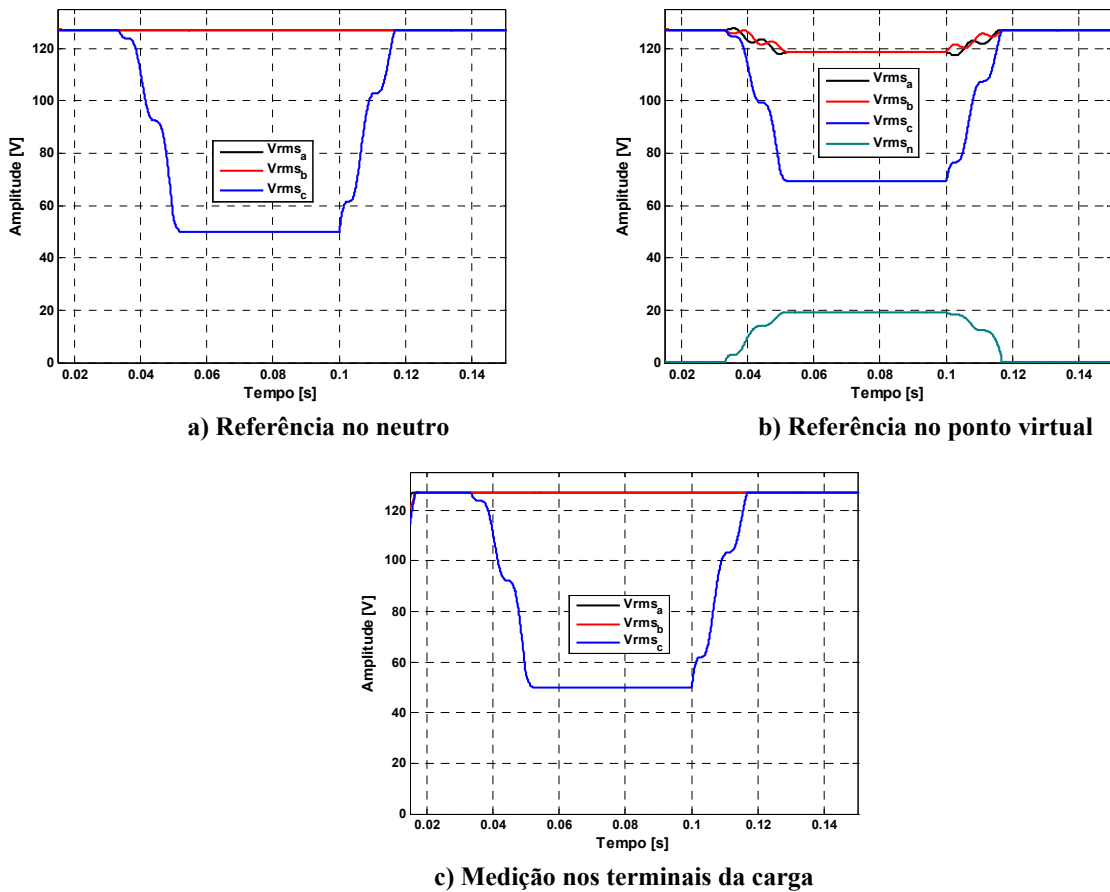 120
100
80
60
40
20
0
Amplitude [V]
Vrms_a
Vrms_b
Vrms_c
0.02 0.04 0.06 0.08 0.1 0.12 0.14
Tempo [s]
a) Referência no neutro
120
100
80
60
40
20
0
Amplitude [V]
Vrms_a
Vrms_b
Vrms_c
Vrms_n
0.02 0.04 0.06 0.08 0.1 0.12 0.14
Tempo [s]
b) Referência no ponto virtual
120
100
80
60
40
20
0
Amplitude [V]
Vrms_a
Vrms_b
Vrms_c
0.02 0.04 0.06 0.08 0.1 0.12 0.14
Tempo [s]
c) Medição nos terminais da carga